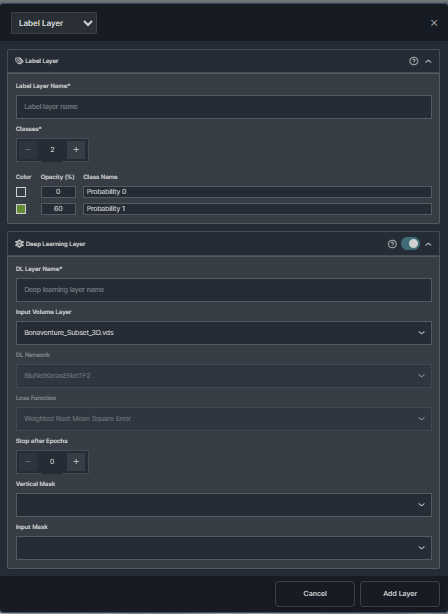 Label Layer
Label Layer
Label Layer Name*
Label layer name
Classes*
2
Color Opacity (%) Class Name
0 Probability 0
60 Probability 1
Deep Learning Layer
DL Layer Name*
Deep learning layer name
Input Volume Layer
Bonaventure_Subset_3D.vds
DL Network
BluNetKerasENetTF2
Loss Function
Weighted Root Mean Square Error
Stop after Epochs
0
Vertical Mask
Input Mask
Cancel Add Layer